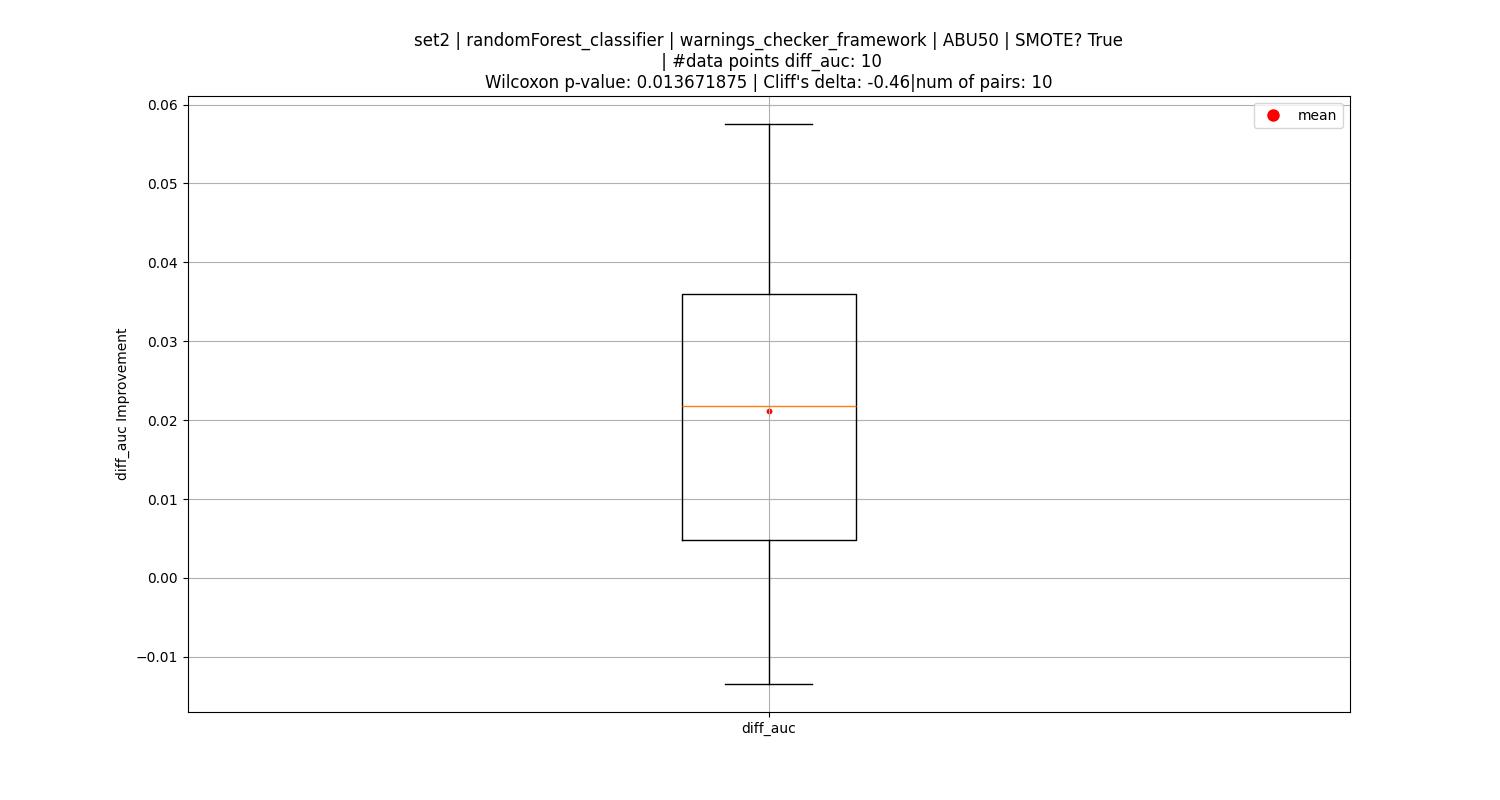 set2 | randomForest_classifier | warnings_checker_framework | ABU50 | SMOTE? True
| #data points diff_auc: 10
Wilcoxon p-value: 0.013671875 | Cliff's delta: -0.46|num of pairs: 10
mean
0.06
0.05
0.04
0.03
0.02
0.01
0.00
−0.01
diff_auc Improvement
diff_auc